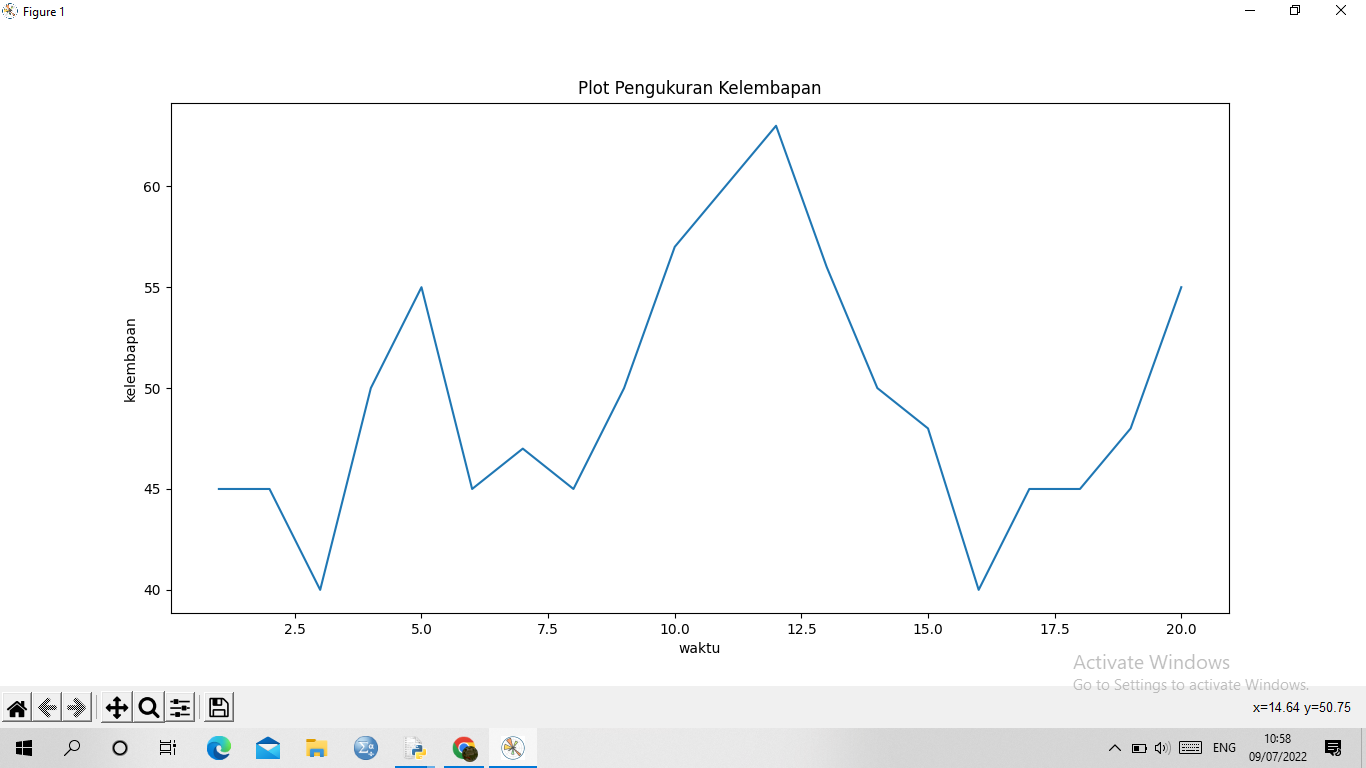 Figure 1
Plot Pengukuran Kelembapan
60
55
50
45
40
kelembapan
2.5 5.0 7.5 10.0 12.5 15.0 17.5 20.0
waktu
Activate Windows
Go to Settings to activate Windows.
x=14.64 y=50.75
Σα
ENG
10:58
09/07/2022